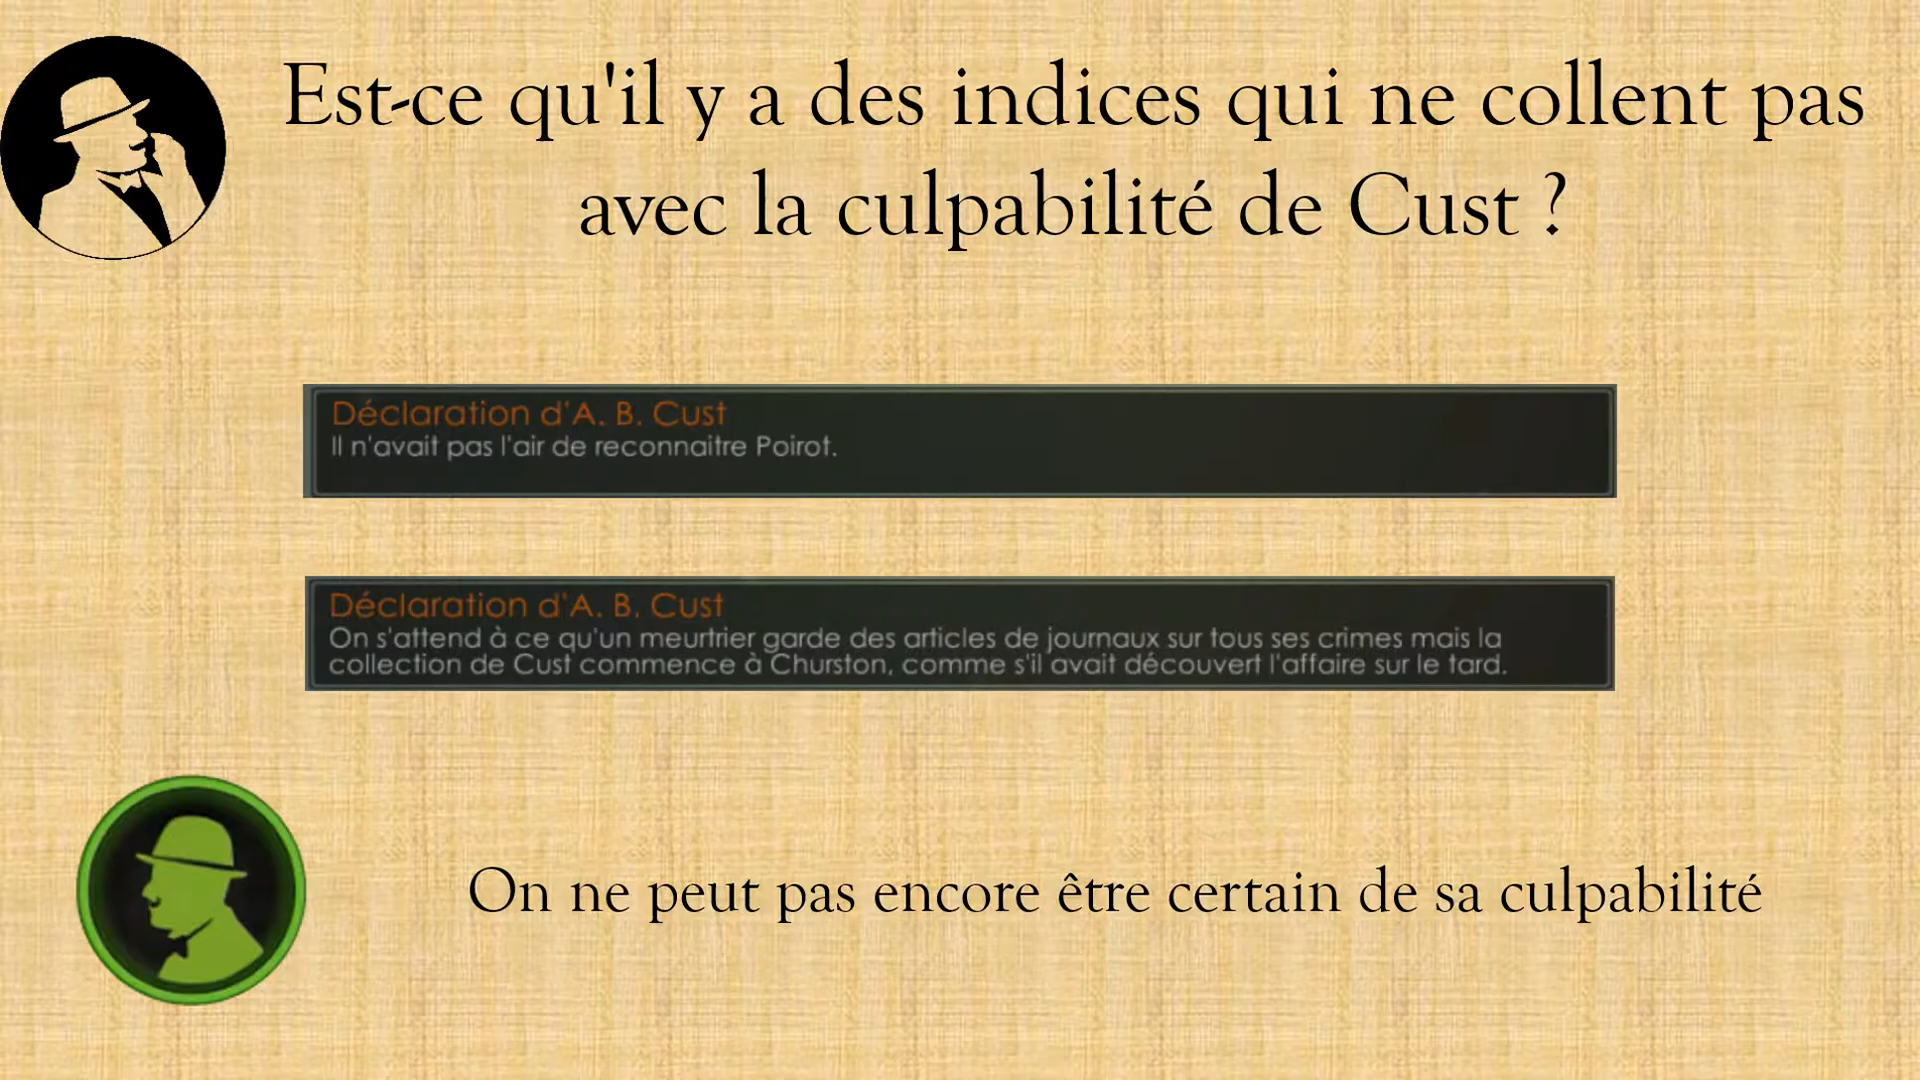 Est-ce qu'il y a des indices qui ne collent pas
avec la culpabilité de Cust ?
Déclaration d'A. B. Cust
Il n'avait pas l'air de reconnaitre Poirot.
Déclaration d'A. B. Cust
On s'attend à ce qu'un meurtrier garde des articles de journaux sur tous ses crimes mais la
collection de Cust commence à Churston, comme s'il avait découvert l'affaire sur le tard.
On ne peut pas encore être certain de sa culpabilité